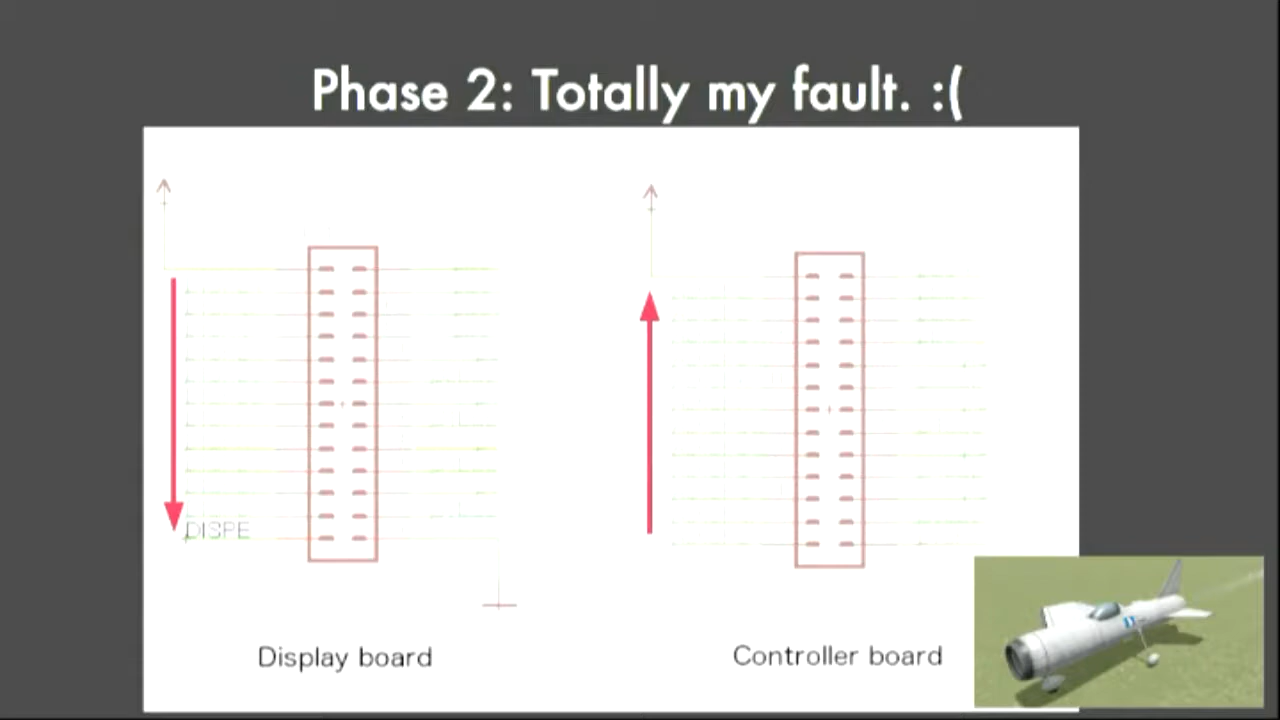 Phase 2: Totally my fault. :(
DISPE
Display board
Controller board